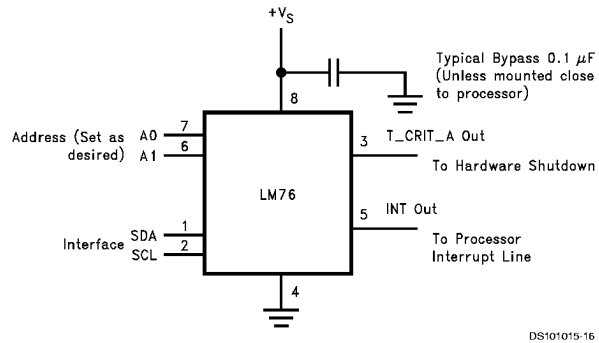 +VS
Typical Bypass 0.1 μF
(Unless mounted close
to processor)
8
Address (Set as
desired)
A0 7
A1 6
3 T_CRIT_A Out
To Hardware Shutdown
LM76
5 INT Out
To Processor
Interrupt Line
Interface
SDA 1
SCL 2
4
DS101015-16